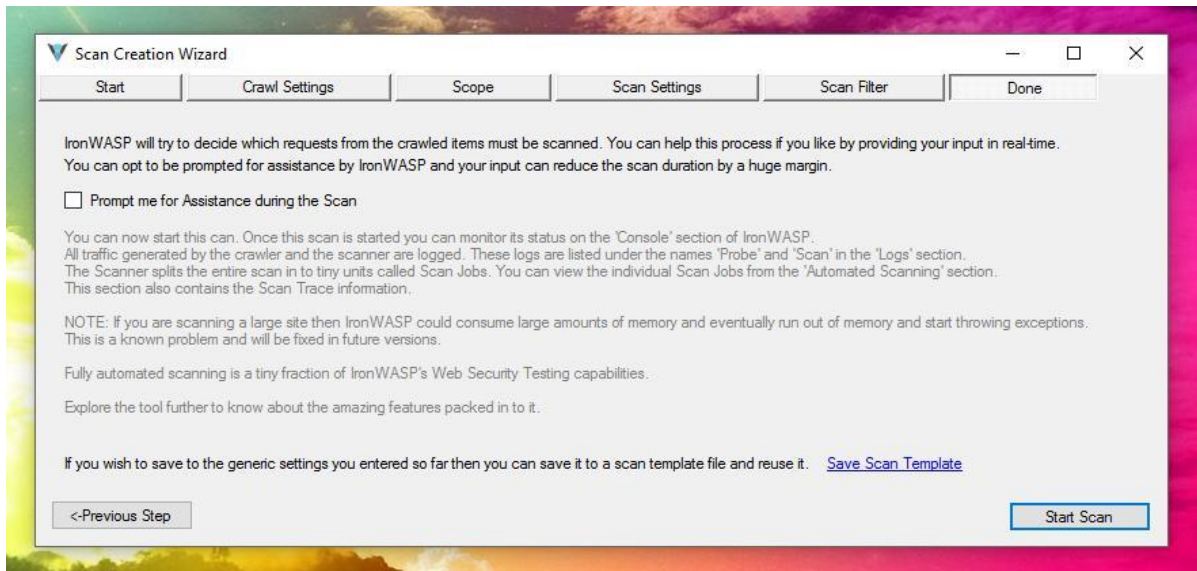 Scan Creation Wizard
Start Crawl Settings Scope Scan Settings Scan Filter Done
IronWASP will try to decide which requests from the crawled items must be scanned. You can help this process if you like by providing your input in real-time.
You can opt to be prompted for assistance by IronWASP and your input can reduce the scan duration by a huge margin.
Prompt me for Assistance during the Scan
You can now start this can. Once this scan is started you can monitor its status on the 'Console' section of IronWASP.
All traffic generated by the crawler and the scanner are logged. These logs are listed under the names 'Probe' and 'Scan' in the 'Logs' section.
The Scanner splits the entire scan in to tiny units called Scan Jobs. You can view the individual Scan Jobs from the 'Automated Scanning' section.
This section also contains the Scan Trace information.
NOTE: If you are scanning a large site then IronWASP could consume large amounts of memory and eventually run out of memory and start throwing exceptions.
This is a known problem and will be fixed in future versions.
Fully automated scanning is a tiny fraction of IronWASP's Web Security Testing capabilities.
Explore the tool further to know about the amazing features packed in to it.
If you wish to save to the generic settings you entered so far then you can save it to a scan template file and reuse it. Save Scan Template
<-Previous Step Start Scan